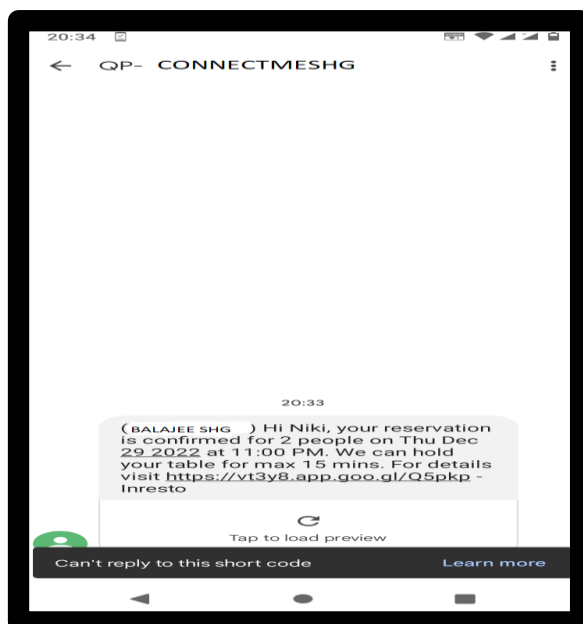 20:34
QP- CONNECTMESHG
20:33
(BALAJEE SHG ) Hi Niki, your reservation
is confirmed for 2 people on Thu Dec
29 2022 at 11:00 PM. We can hold
your table for max 15 mins. For details
visit https://vt3y8.app.goo.gl/Q5pkp -
Inresto
Tap to load preview
Can't reply to this short code Learn more